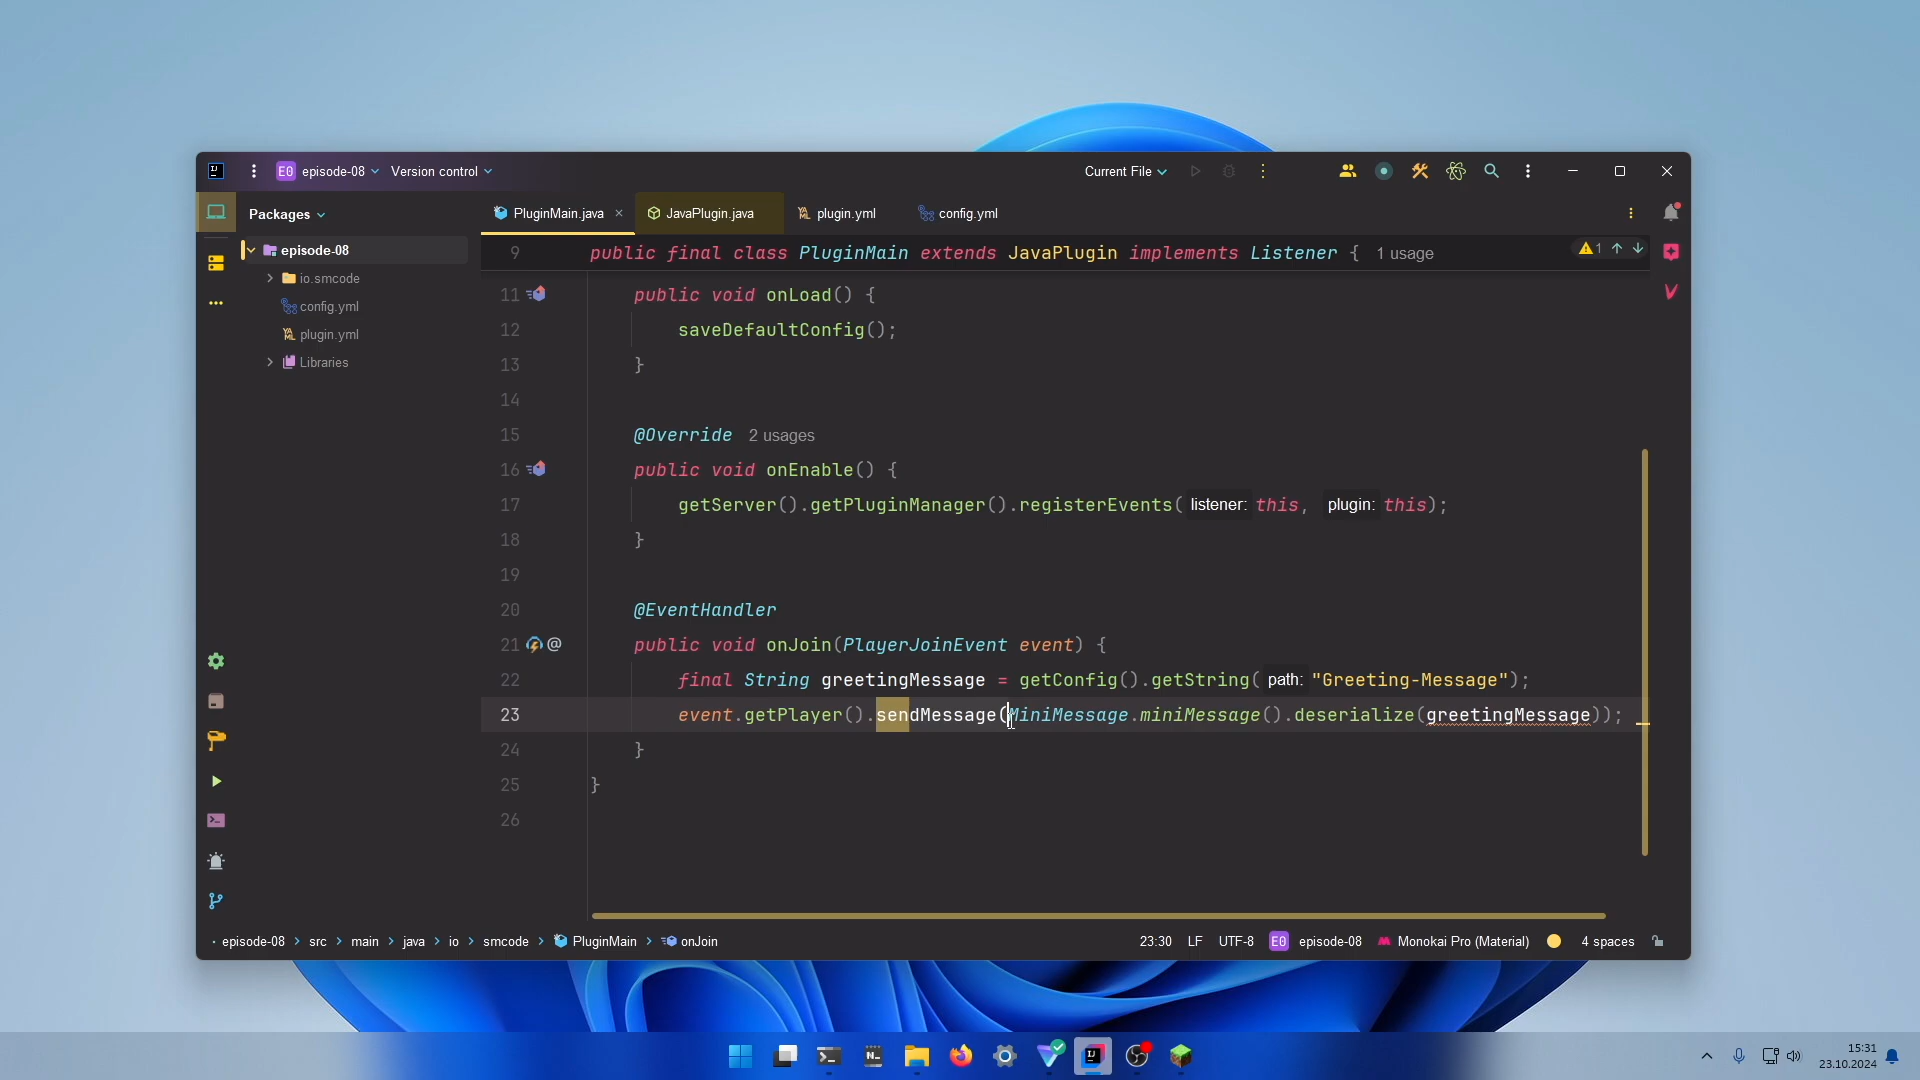 E0 episode-08 Version control Current File
Packages
PluginMain.java JavaPlugin.java plugin.yml config.yml
episode-08
io.smcode
config.yml
plugin.yml
Libraries
9 public final class PluginMain extends JavaPlugin implements Listener { 1 usage 1
11 public void onLoad() {
12 saveDefaultConfig();
13 }
14
15 @Override 2 usages
16 public void onEnable() {
17 getServer().getPluginManager().registerEvents( listener: this, plugin: this);
18 }
19
20 @EventHandler
21 @ public void onJoin(PlayerJoinEvent event) {
22 final String greetingMessage = getConfig().getString( path: "Greeting-Message");
23 event.getPlayer().sendMessage(MiniMessage.miniMessage().deserialize(greetingMessage));
24 }
25 }
26
episode-08 > src > main > java > io > smcode > PluginMain > onJoin 23:30 LF UTF-8 E0 episode-08 Monokai Pro (Material) 4 spaces
15:31
23.10.2024